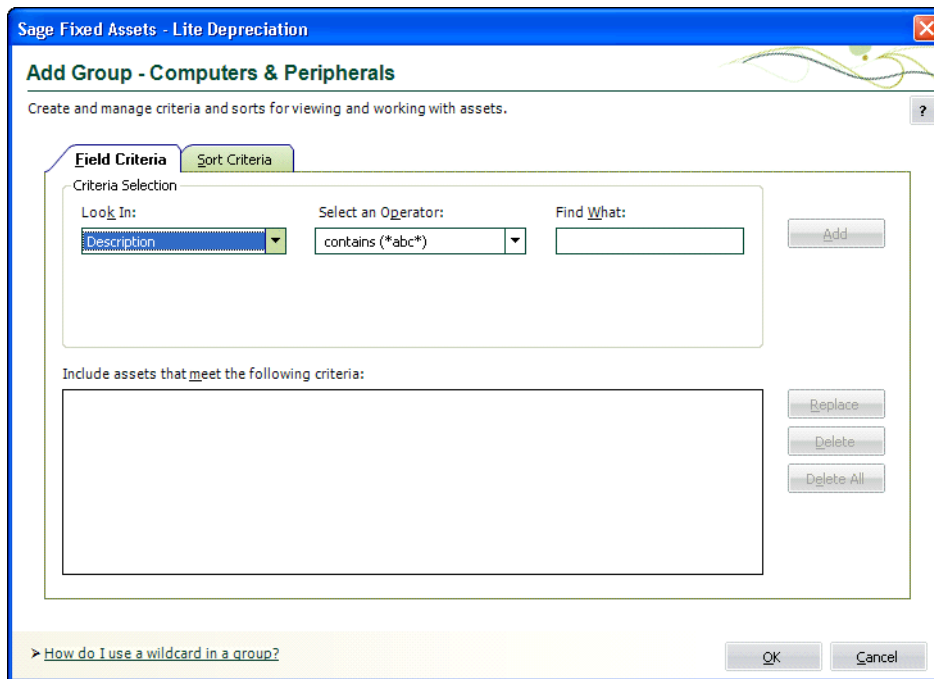 Sage Fixed Assets - Lite Depreciation
Add Group - Computers & Peripherals
Create and manage criteria and sorts for viewing and working with assets.
?
Field Criteria
Sort Criteria
Criteria Selection
Look In:
Select an Operator:
Find What:
Description
contains (*abc*)
Add
Include assets that meet the following criteria:
Replace
Delete
Delete All
➤ How do I use a wildcard in a group?
OK
Cancel